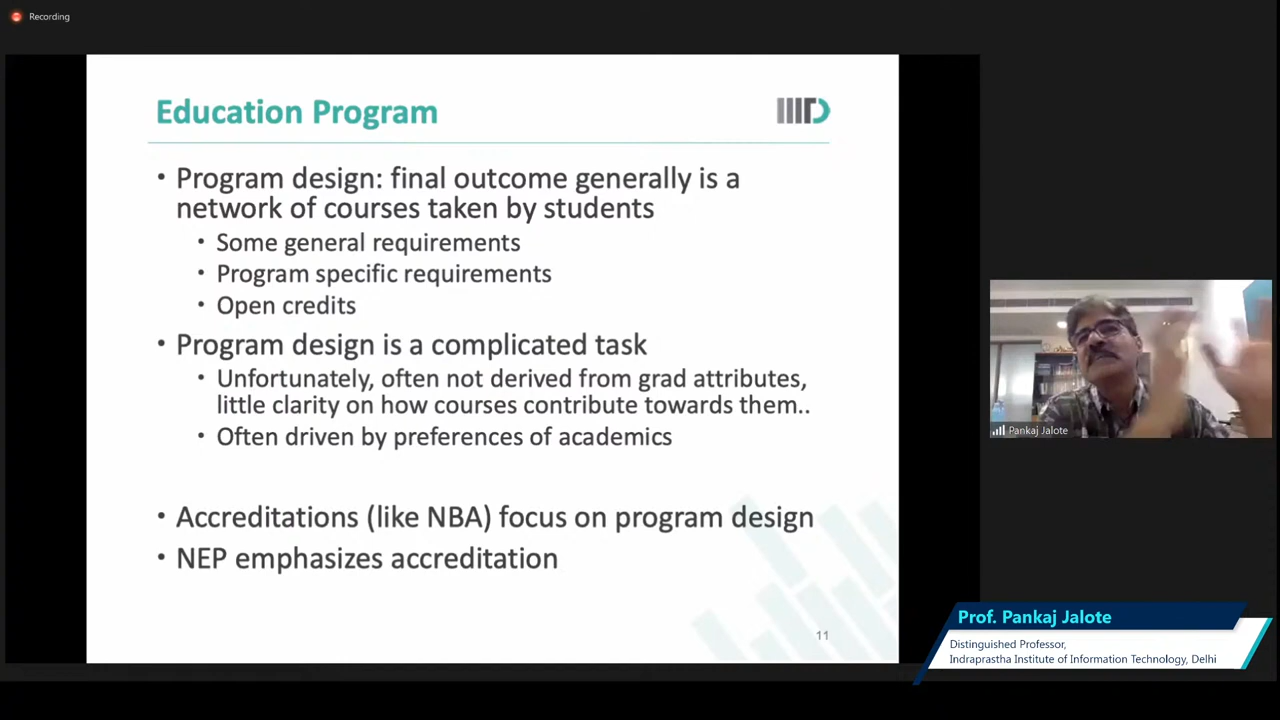 Recording
Education Program
IIITD
• Program design: final outcome generally is a
network of courses taken by students
• Some general requirements
• Program specific requirements
• Open credits
• Program design is a complicated task
• Unfortunately, often not derived from grad attributes,
little clarity on how courses contribute towards them..
• Often driven by preferences of academics
• Accreditations (like NBA) focus on program design
• NEP emphasizes accreditation
11
Pankaj Jalote
Prof. Pankaj Jalote
Distinguished Professor,
Indraprastha Institute of Information Technology, Delhi